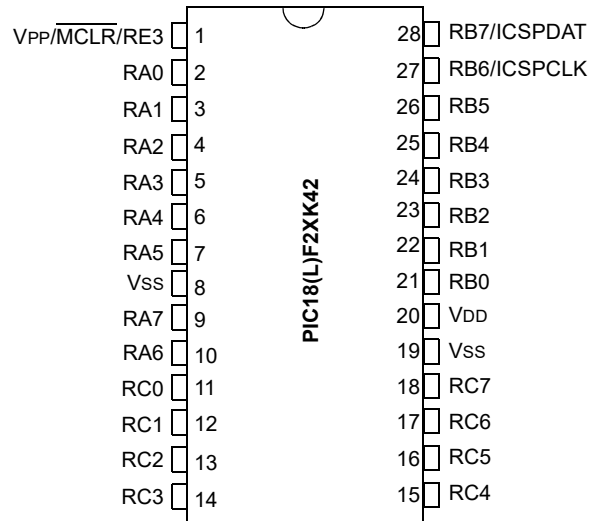 VPP/MCLR/RE3 1 28 RB7/ICSPDAT
RA0 2 27 RB6/ICSPCLK
RA1 3 26 RB5
RA2 4 25 RB4
RA3 5 24 RB3
RA4 6 23 RB2
RA5 7 22 RB1
VSS 8 21 RB0
RA7 9 20 VDD
RA6 10 19 VSS
RC0 11 18 RC7
RC1 12 17 RC6
RC2 13 16 RC5
RC3 14 15 RC4
PIC18(L)F2XK42